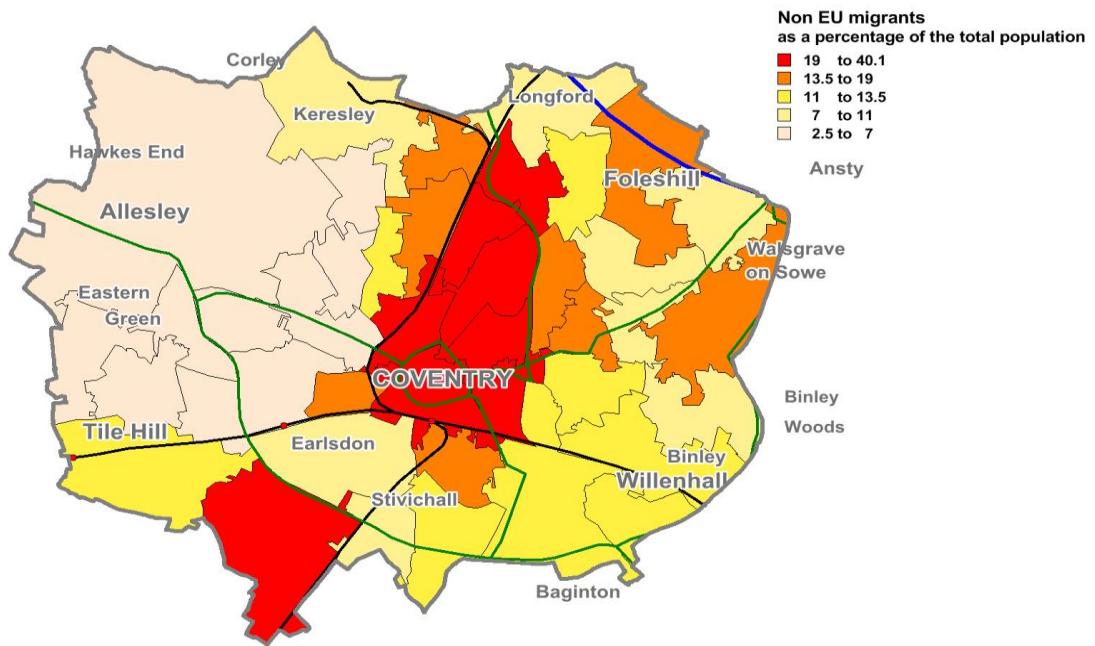 Non EU migrants
as a percentage of the total population
19 to 40.1
13.5 to 19
11 to 13.5
7 to 11
2.5 to 7
Corley
Longford
Keresley
Hawkes End
Ansty
Foleshill
Allesley
Walsgrave
on Sowe
Eastern
Green
COVENTRY
Binley
Woods
Tile Hill
Earlsdon
Binley
Willenhall
Stivichall
Baginton